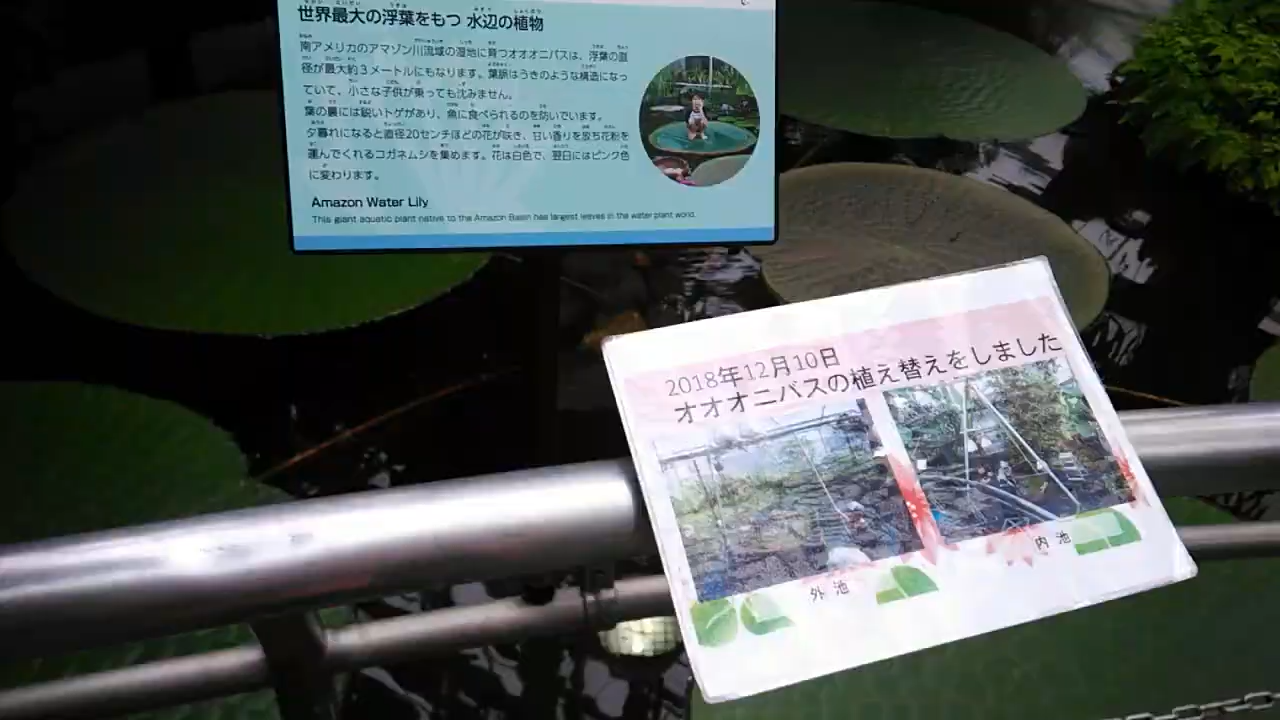 世界最大の浮葉をもつ 水辺の植物
南アメリカのアマゾン川流域の湿地に育つオオオニバスは、浮葉の直
径が最大約3メートルにもなります。葉脈はうきのような構造になっ
ていて、小さな子供が乗っても沈みません。
葉の裏には鋭いトゲがあり、魚に食べられるのを防いでいます。
夕暮れになると直径20センチほどの花が咲き、甘い香りを放ち花粉を
運んでくれるコガネムシを集めます。花は白色で、翌日にはピンク色
に変わります。
Amazon Water Lily
This giant aquatic plant native to the Amazon Basin has largest leaves in the water plant world.
2018年12月10日
オオオニバスの植え替えをしました
外池
内池